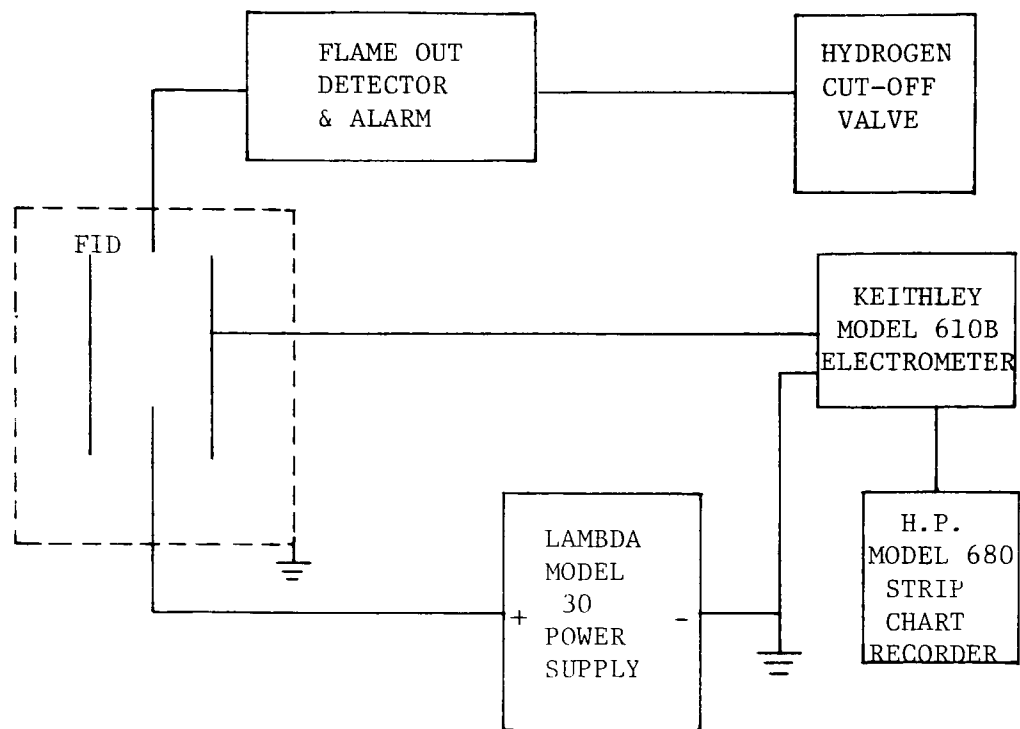 FLAME OUT
DETECTOR
& ALARM
HYDROGEN
CUT-OFF
VALVE
FID
KEITHLEY
MODEL 610B
ELECTROMETER
LAMBDA
MODEL
30
POWER
SUPPLY
+
-
H.P.
MODEL 680
STRIP
CHART
RECORDER